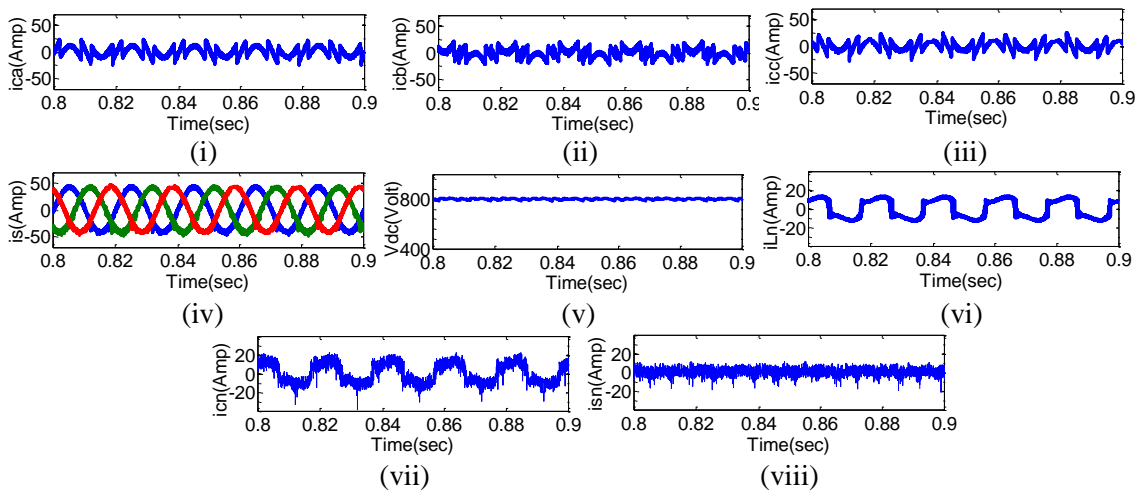 ica(Amp)
50
0
-50
0.8 0.82 0.84 0.86 0.88 0.9
Time(sec)
(i)
icb(Amp
50
0
-50
0.8 0.82 0.84 0.86 0.88 0.9
Time(sec)
(ii)
icc(Amp)
50
0
-50
0.8 0.82 0.84 0.86 0.88 0.9
Time(sec)
(iii)
is(Amp)
50
0
-50
0.8 0.82 0.84 0.86 0.88 0.9
Time(sec)
(iv)
Vdc(Volt)
800
400
0.8 0.82 0.84 0.86 0.88 0.9
Time(sec)
(v)
iLn(Amp)
20
0
-20
0.8 0.82 0.84 0.86 0.88 0.9
Time(sec)
(vi)
icn(Amp)
20
0
-20
0.8 0.82 0.84 0.86 0.88 0.9
Time(sec)
(vii)
isn(Amp)
20
0
-20
0.8 0.82 0.84 0.86 0.88 0.9
Time(sec)
(viii)